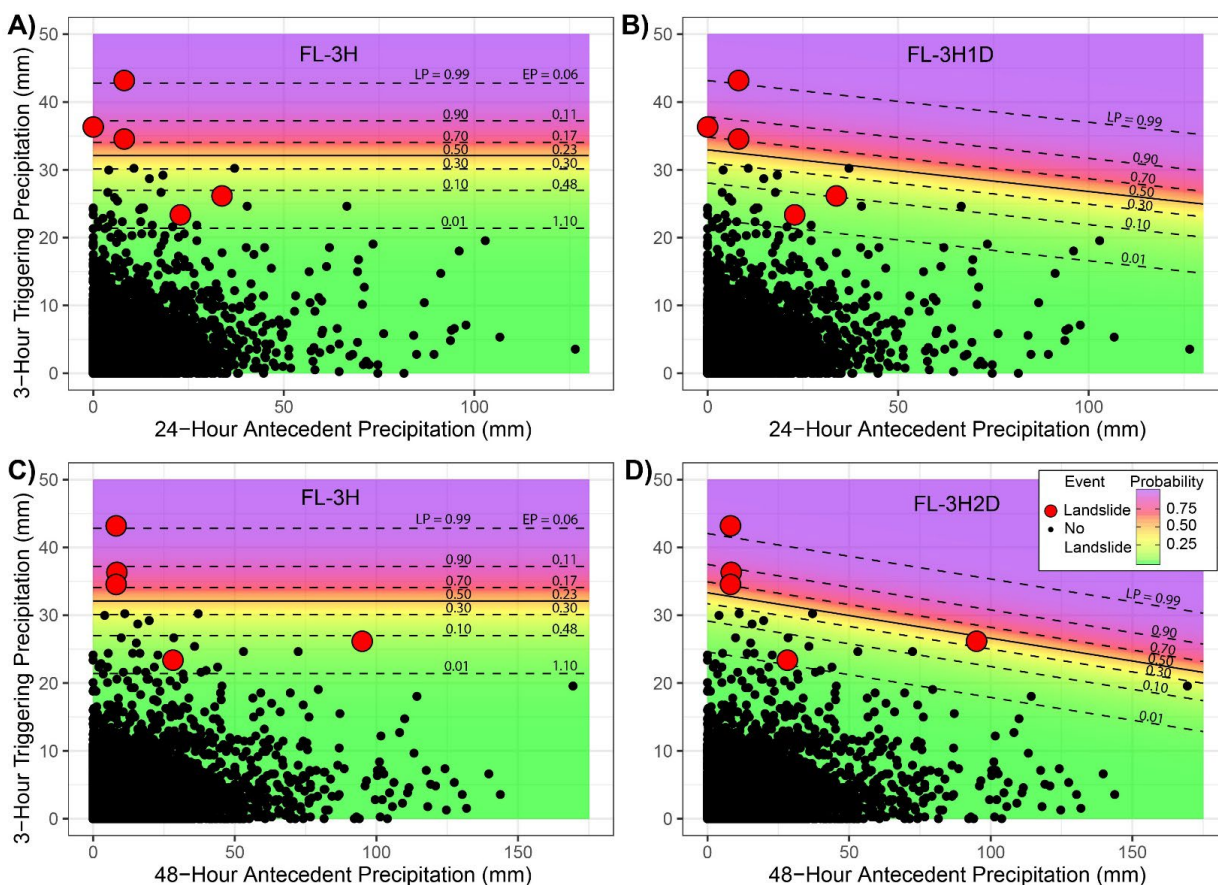 A)
FL-3H
LP = 0.99 EP = 0.06
0.90 0.11
0.70 0.17
0.50 0.23
0.30 0.30
0.10 0.48
0.01 1.10
50
40
30
20
10
0
0 50 100
3-Hour Triggering Precipitation (mm)
24-Hour Antecedent Precipitation (mm)
B)
FL-3H1D
LP = 0.99
0.90
0.70
0.50
0.30
0.10
0.01
50
40
30
20
10
0
0 50 100
24-Hour Antecedent Precipitation (mm)
C)
FL-3H
LP = 0.99 EP = 0.06
0.90 0.11
0.70 0.17
0.50 0.23
0.30 0.30
0.10 0.48
0.01 1.10
50
40
30
20
10
0
0 50 100 150
3-Hour Triggering Precipitation (mm)
48-Hour Antecedent Precipitation (mm)
D)
FL-3H2D
Event Probability
Landslide
No
Landslide
0.75
0.50
0.25
LP = 0.99
0.90
0.70
0.50
0.30
0.10
0.01
50
40
30
20
10
0
0 50 100 150
48-Hour Antecedent Precipitation (mm)